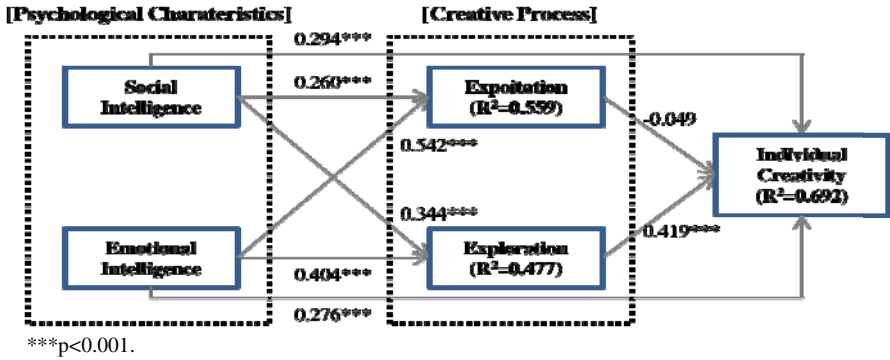 [Psychological Charateristics]
[Creative Process[
0.294***
Social
Intelligence
0.260***
Expoitation
(R²=0.559)
-0.049
0.542***
Individual
Creativity
(R²=0.692)
0.344***
Emotional
Intelligence
0.404***
Exploration
(R²=0.477)
0.419***
0.276***
***p<0.001.